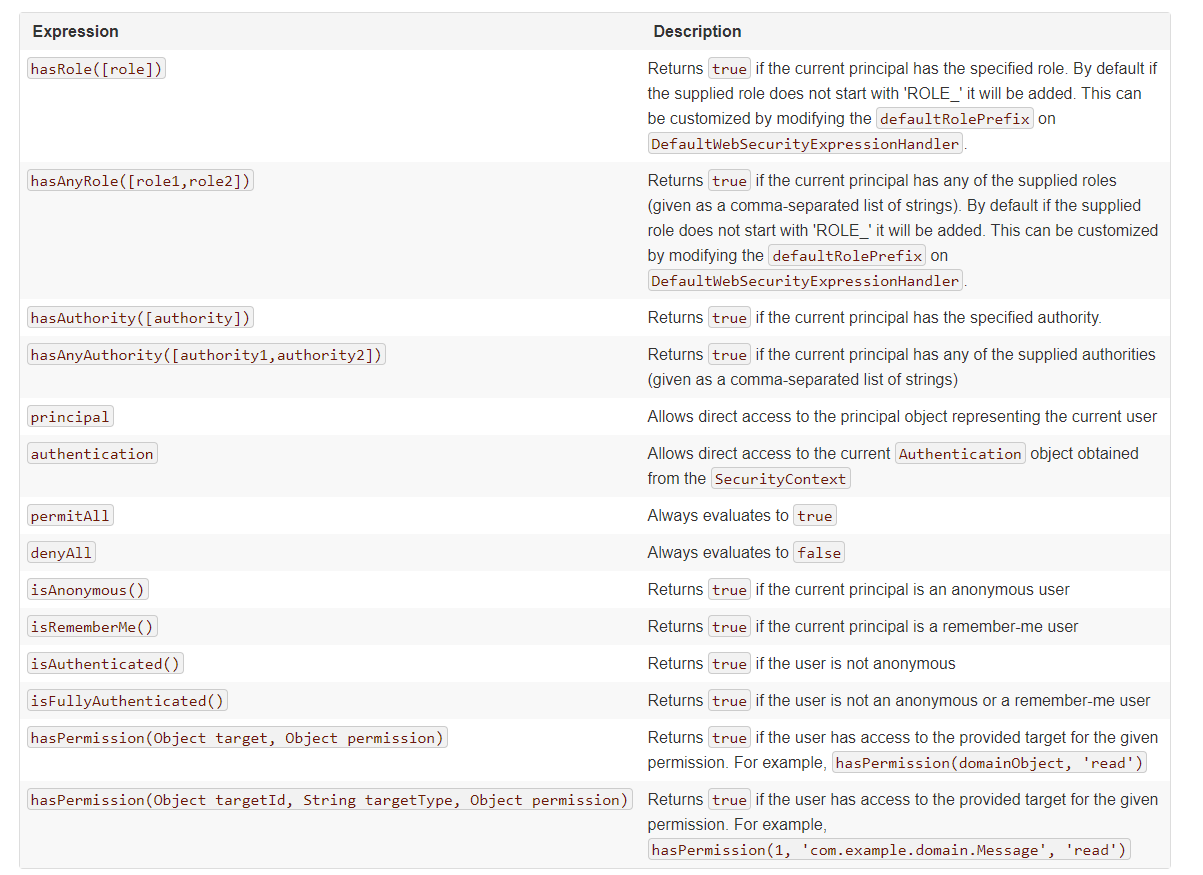 Expression Description
hasRole([role]) Returns true if the current principal has the specified role. By default if
the supplied role does not start with 'ROLE_' it will be added. This can
be customized by modifying the defaultRolePrefix on
DefaultWebSecurityExpressionHandler.
hasAnyRole([role1,role2]) Returns true if the current principal has any of the supplied roles
(given as a comma-separated list of strings). By default if the supplied
role does not start with 'ROLE_' it will be added. This can be customized
by modifying the defaultRolePrefix on
DefaultWebSecurityExpressionHandler.
hasAuthority([authority]) Returns true if the current principal has the specified authority.
hasAnyAuthority([authority1,authority2]) Returns true if the current principal has any of the supplied authorities
(given as a comma-separated list of strings)
principal Allows direct access to the principal object representing the current user
authentication Allows direct access to the current Authentication object obtained
from the SecurityContext
permitAll Always evaluates to true
denyAll Always evaluates to false
isAnonymous() Returns true if the current principal is an anonymous user
isRememberMe() Returns true if the current principal is a remember-me user
isAuthenticated() Returns true if the user is not anonymous
isFullyAuthenticated() Returns true if the user is not an anonymous or a remember-me user
hasPermission(Object target, Object permission) Returns true if the user has access to the provided target for the given
permission. For example, hasPermission(domainObject, 'read')
hasPermission(Object targetId, String targetType, Object permission) Returns true if the user has access to the provided target for the given
permission. For example,
hasPermission(1, 'com.example.domain.Message', 'read')